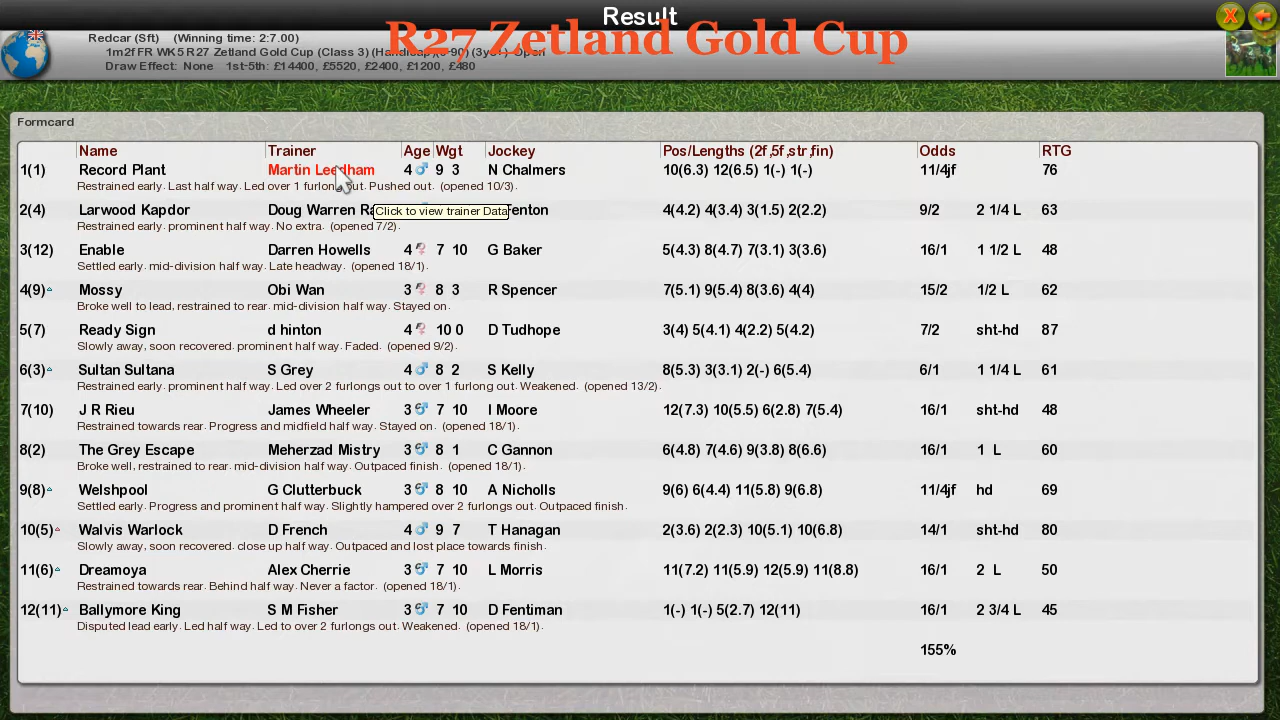 Result
R27 Zetland Gold Cup
Redcar (Sft) (Winning time: 2:7.00)
1m2f FR WK5 R27 Zetland Gold Cup (Class 3) (Handicap) (0-90) (3yo+) Open
Draw Effect: None 1st-5th: £14400, £5520, £2400, £1200, £480
Formcard
Name Trainer Age Wgt Jockey Pos/Lengths (2f,5f,str,fin) Odds RTG
1(1) Record Plant Martin Leedham 4 9 3 N Chalmers 10(6.3) 12(6.5) 1(-) 1(-) 11/4jf 76
Restrained early. Last half way. Led over 1 furlong out. Pushed out. (opened 10/3).
2(4) Larwood Kapdor Doug Warren enton 4(4.2) 4(3.4) 3(1.5) 2(2.2) 9/2 2 1/4 L 63
Click to view trainer Data
Restrained early. prominent half way. No extra. (opened 7/2).
3(12) Enable Darren Howells 4 7 10 G Baker 5(4.3) 8(4.7) 7(3.1) 3(3.6) 16/1 1 1/2 L 48
Settled early. mid-division half way. Late headway. (opened 18/1).
4(9) Mossy Obi Wan 3 8 3 R Spencer 7(5.1) 9(5.4) 8(3.6) 4(4) 15/2 1/2 L 62
Broke well to lead, restrained to rear. mid-division half way. Stayed on.
5(7) Ready Sign d hinton 4 10 0 D Tudhope 3(4) 5(4.1) 4(2.2) 5(4.2) 7/2 sht-hd 87
Slowly away, soon recovered. prominent half way. Faded. (opened 9/2).
6(3) Sultan Sultana S Grey 4 8 2 S Kelly 8(5.3) 3(3.1) 2(-) 6(5.4) 6/1 1 1/4 L 61
Restrained early. prominent half way. Led over 2 furlongs out to over 1 furlong out. Weakened. (opened 13/2).
7(10) J R Rieu James Wheeler 3 7 10 I Moore 12(7.3) 10(5.5) 6(2.8) 7(5.4) 16/1 sht-hd 48
Restrained towards rear. Progress and midfield half way. Stayed on. (opened 18/1).
8(2) The Grey Escape Meherzad Mistry 3 8 1 C Gannon 6(4.8) 7(4.6) 9(3.8) 8(6.6) 16/1 1 L 60
Broke well, restrained to rear. mid-division half way. Outpaced finish. (opened 18/1).
9(8) Welshpool G Clutterbuck 3 8 10 A Nicholls 9(6) 6(4.4) 11(5.8) 9(6.8) 11/4jf hd 69
Settled early. Progress and prominent half way. Slightly hampered over 2 furlongs out. Outpaced finish.
10(5) Walvis Warlock D French 4 9 7 T Hanagan 2(3.6) 2(2.3) 10(5.1) 10(6.8) 14/1 sht-hd 80
Slowly away, soon recovered. close up half way. Outpaced and lost place towards finish.
11(6) Dreamoya Alex Cherrie 3 7 10 L Morris 11(7.2) 11(5.9) 12(5.9) 11(8.8) 16/1 2 L 50
Restrained towards rear. Behind half way. Never a factor. (opened 18/1).
12(11) Ballymore King S M Fisher 3 7 10 D Fentiman 1(-) 1(-) 5(2.7) 12(11) 16/1 2 3/4 L 45
Disputed lead early. Led half way. Led to over 2 furlongs out. Weakened. (opened 18/1).
155%